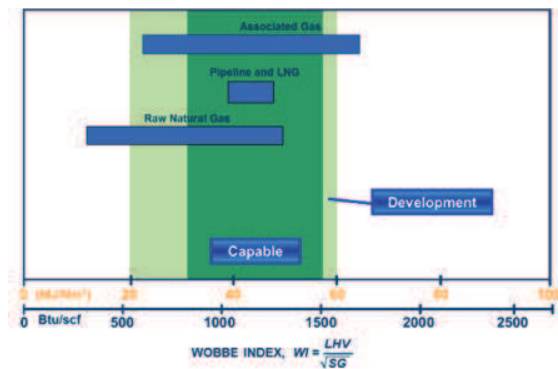 Associated Gas
Pipeline and LNG
Raw Natural Gas
Development
Capable
0 (MJ/Nm³) 20 40 60 80 100
0 Btu/scf 500 1000 1500 2000 2500
WOBBE INDEX, WI = LHV / √SG